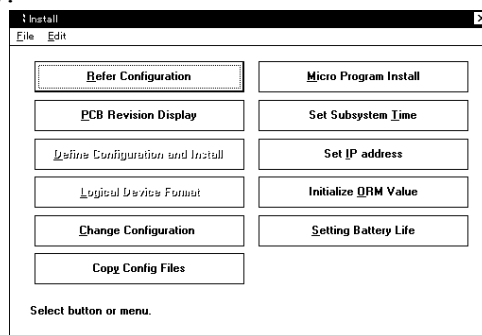 Install
File Edit
Refer Configuration
Micro Program Install
PCB Revision Display
Set Subsystem Time
Define Configuration and Install
Set IP address
Logical Device Format
Initialize ORM Value
Change Configuration
Setting Battery Life
Copy Config Files
Select button or menu.